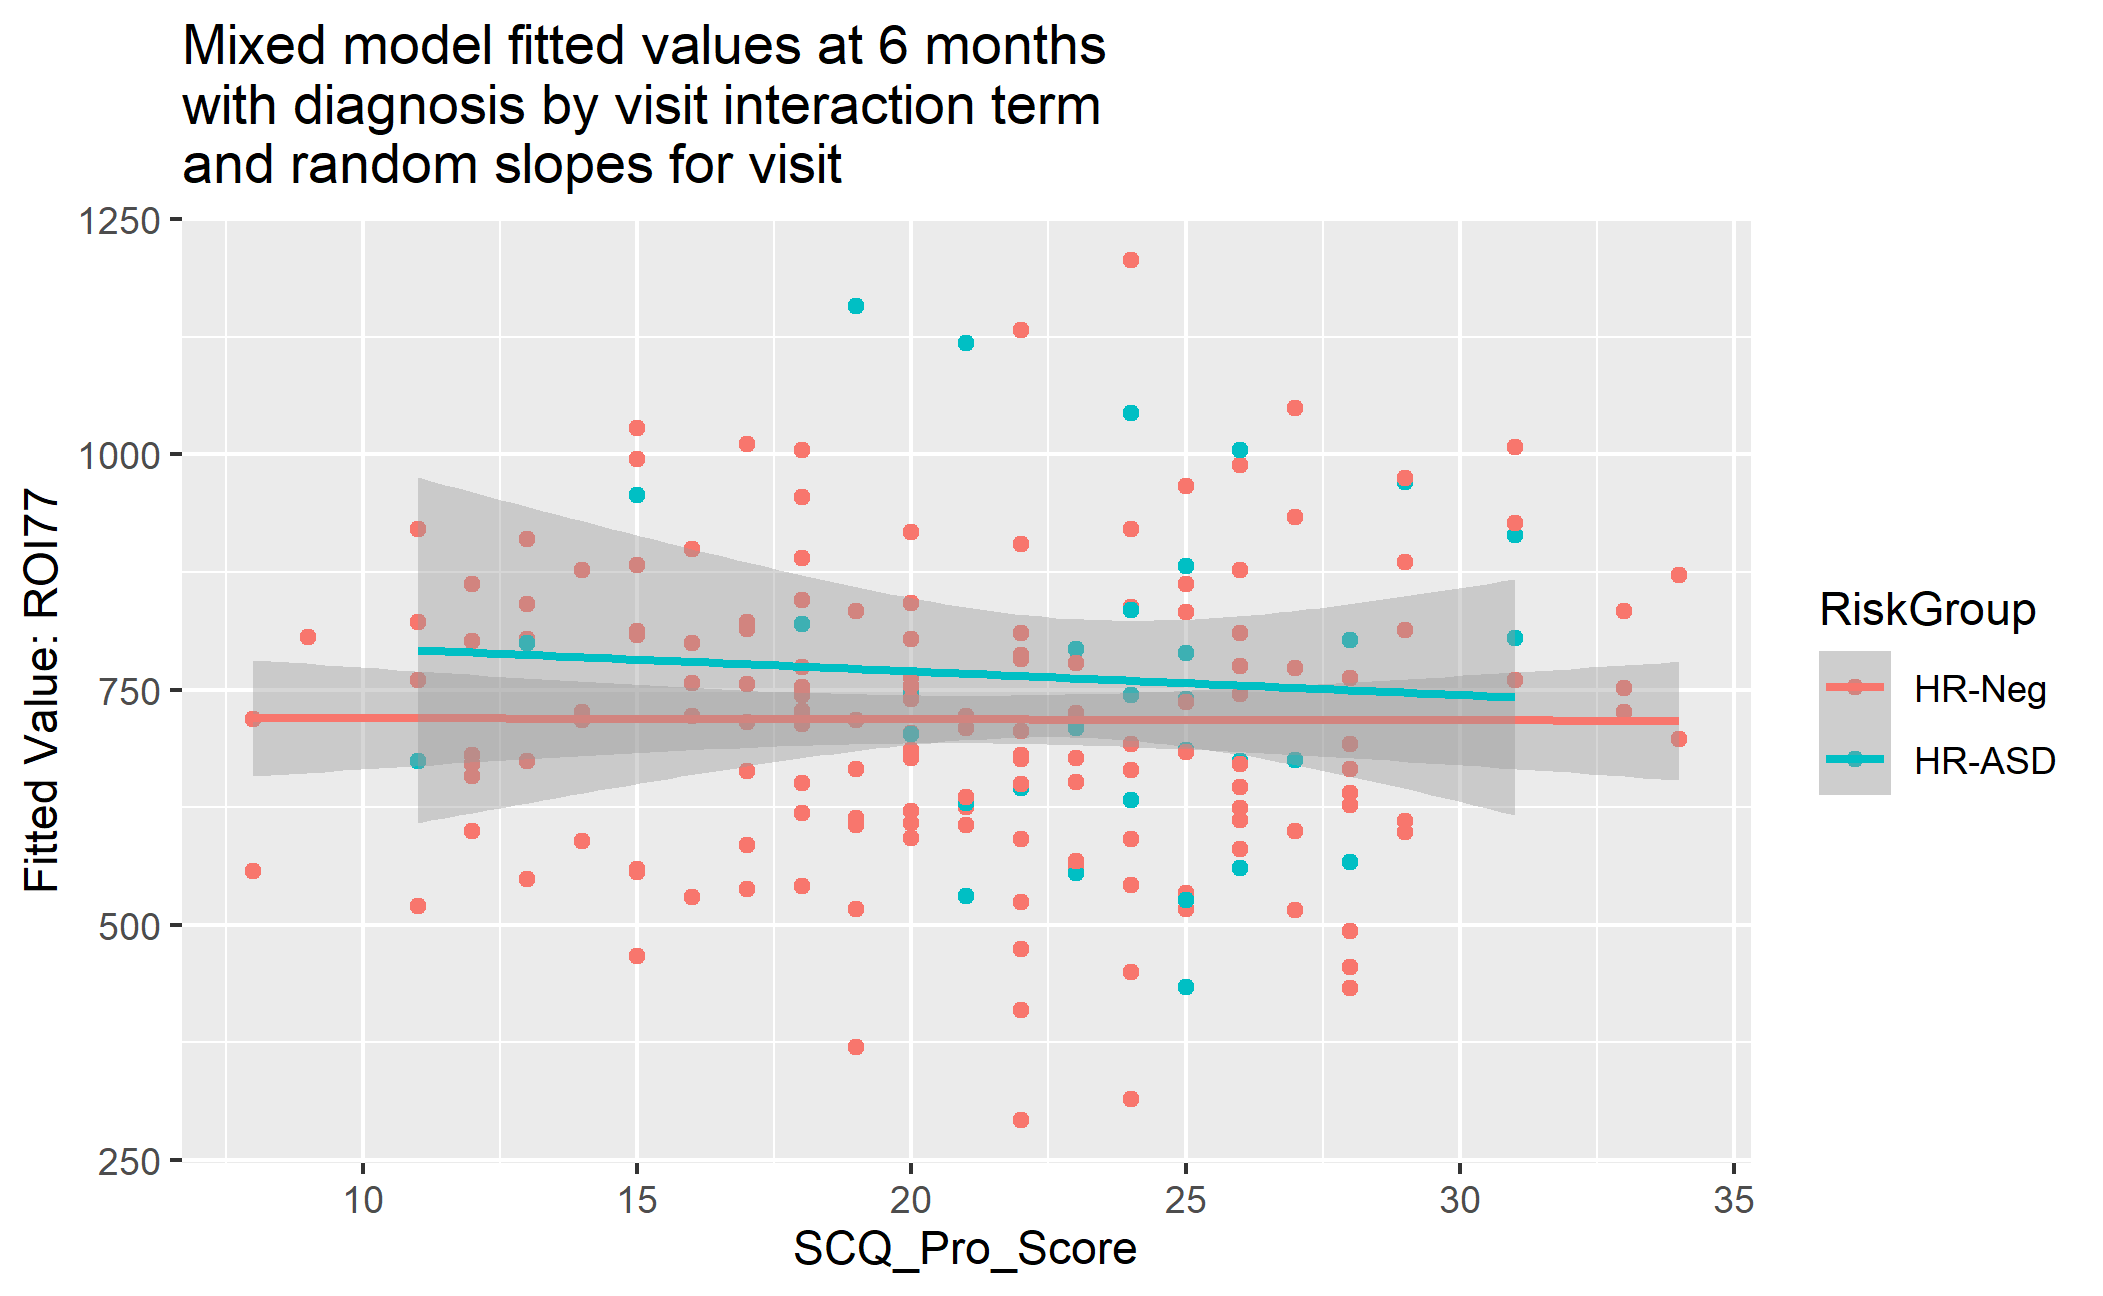 Mixed model fitted values at 6 months
with diagnosis by visit interaction term
and random slopes for visit
Fitted Value: ROI77
1250
1000
750
500
250
10 15 20 25 30 35
SCQ_Pro_Score
RiskGroup
HR-Neg
HR-ASD